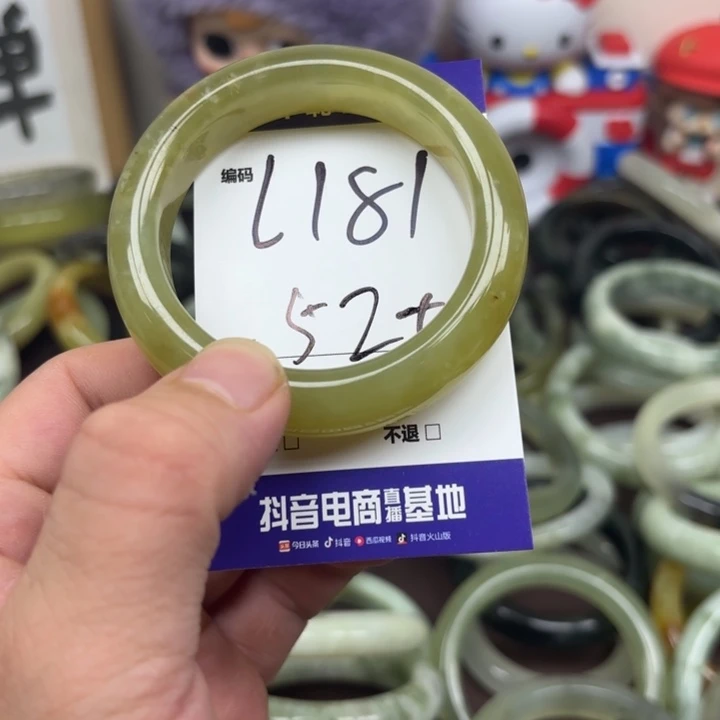 编码 L181
52+
不退 □
抖音电商直播基地
今日头条 抖音 西瓜视频 抖音火山版